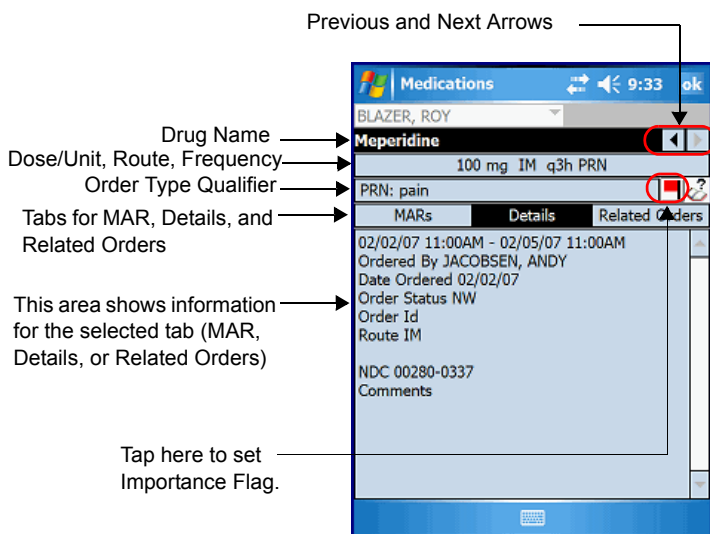 Previous and Next Arrows
Medications 9:33 ok
BLAZER, ROY
Drug Name
Meperidine
Dose/Unit, Route, Frequency
100 mg IM q3h PRN
Order Type Qualifier
PRN: pain
Tabs for MAR, Details, and
Related Orders
MARs Details Related Orders
02/02/07 11:00AM - 02/05/07 11:00AM
Ordered By JACOBSEN, ANDY
Date Ordered 02/02/07
Order Status NW
Order Id
Route IM
This area shows information
for the selected tab (MAR,
Details, or Related Orders)
NDC 00280-0337
Comments
Tap here to set
Importance Flag.